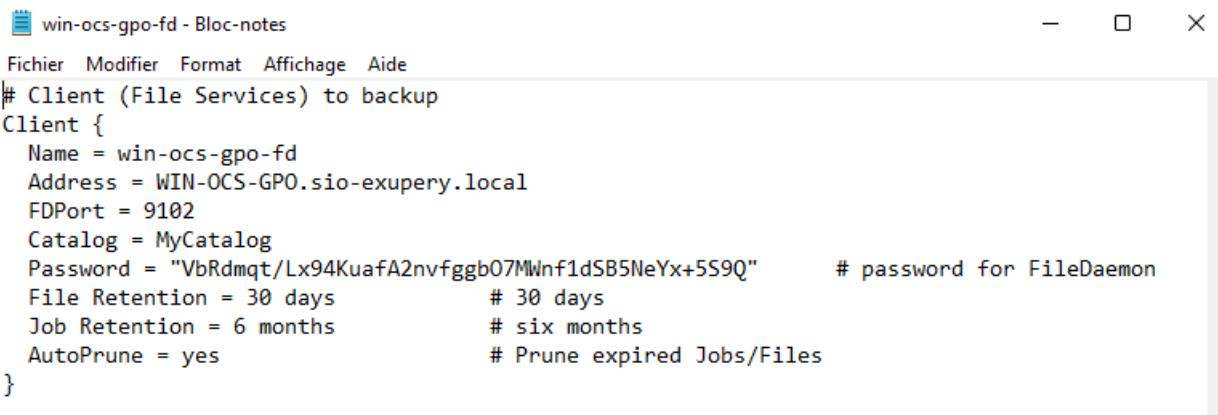 win-ocs-gpo-fd - Bloc-notes
Fichier Modifier Format Affichage Aide
# Client (File Services) to backup
Client {
  Name = win-ocs-gpo-fd
  Address = WIN-OCS-GPO.sio-exupery.local
  FDPort = 9102
  Catalog = MyCatalog
  Password = "VbRdmqt/Lx94KuafA2nvfggbO7MWnf1dSB5NeYx+5S9Q"     # password for FileDaemon
  File Retention = 30 days            # 30 days
  Job Retention = 6 months            # six months
  AutoPrune = yes                     # Prune expired Jobs/Files
}